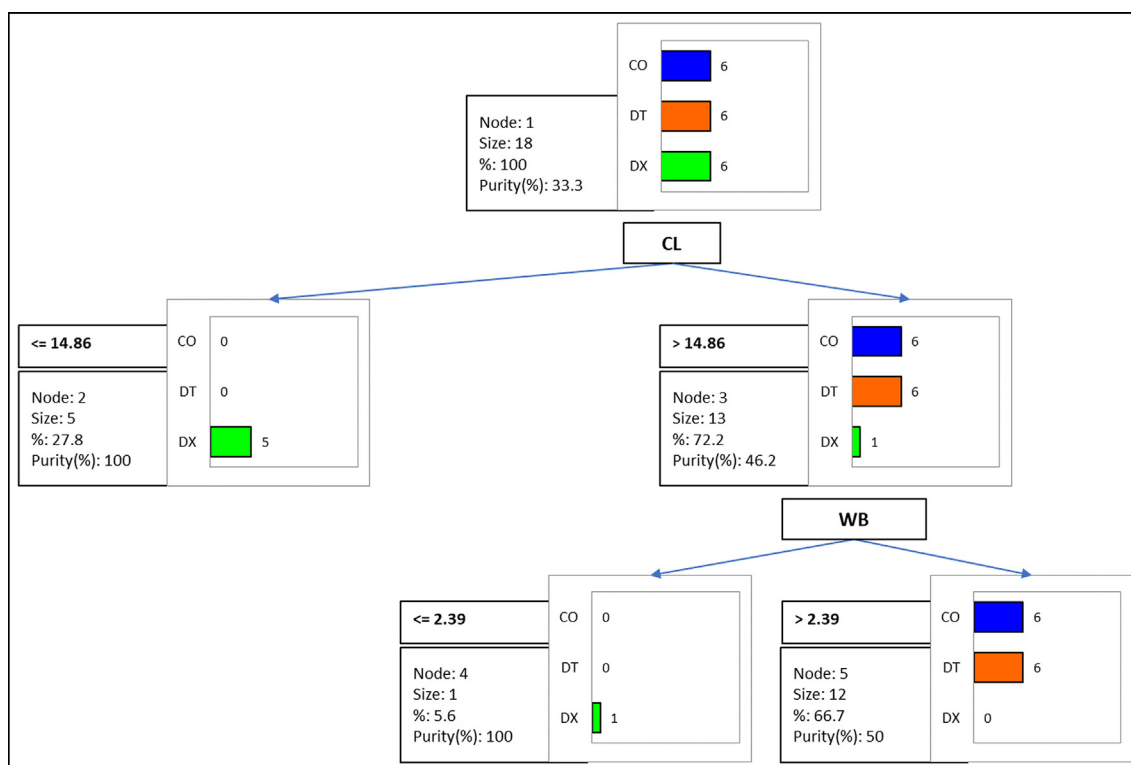 CO 6
DT 6
DX 6
Node: 1
Size: 18
%: 100
Purity(%): 33.3
CL
<= 14.86
CO 0
DT 0
DX 5
Node: 2
Size: 5
%: 27.8
Purity(%): 100
> 14.86
CO 6
DT 6
DX 1
Node: 3
Size: 13
%: 72.2
Purity(%): 46.2
WB
<= 2.39
CO 0
DT 0
DX 1
Node: 4
Size: 1
%: 5.6
Purity(%): 100
> 2.39
CO 6
DT 6
DX 0
Node: 5
Size: 12
%: 66.7
Purity(%): 50